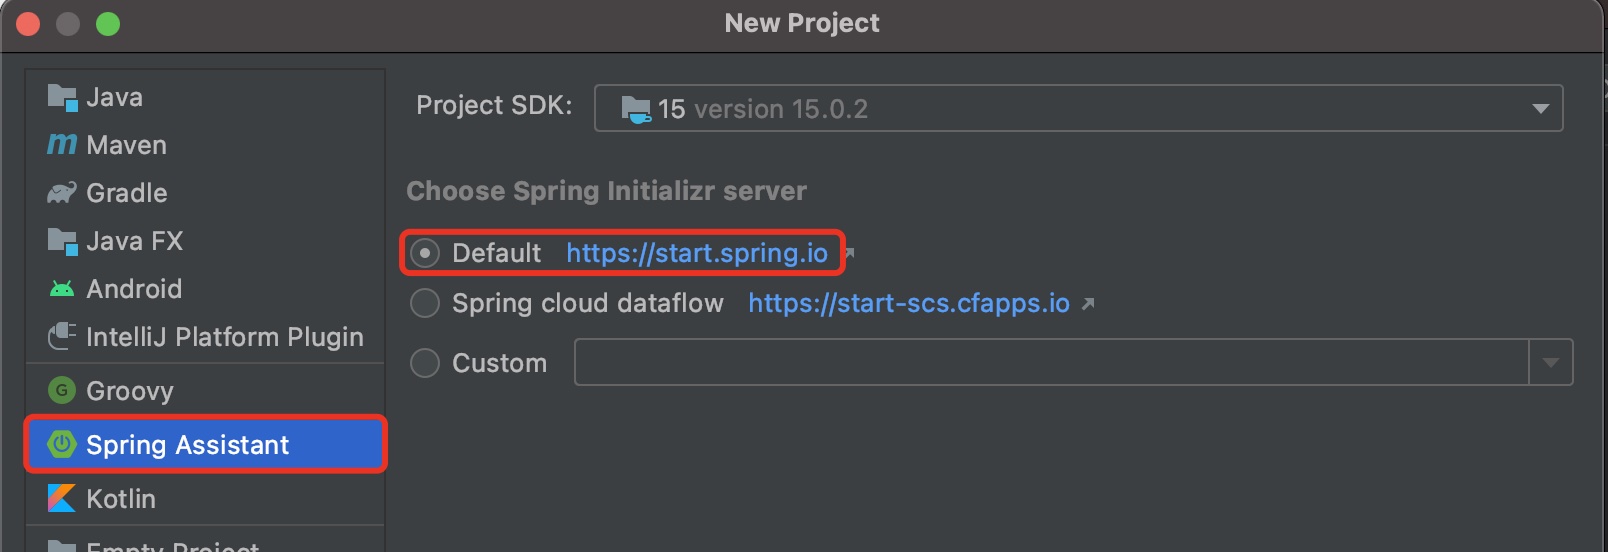 New Project
Java
Maven
Gradle
Java FX
Android
IntelliJ Platform Plugin
G Groovy
Spring Assistant
Kotlin
Empty Project
Project SDK: 15 version 15.0.2
Choose Spring Initializr server
Default https://start.spring.io
Spring cloud dataflow https://start-scs.cfapps.io
Custom